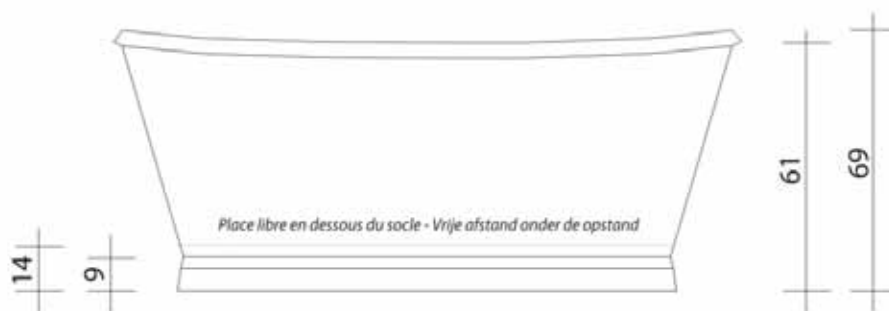 61
69
Place libre en dessous du socle - Vrije afstand onder de opstand
14
9